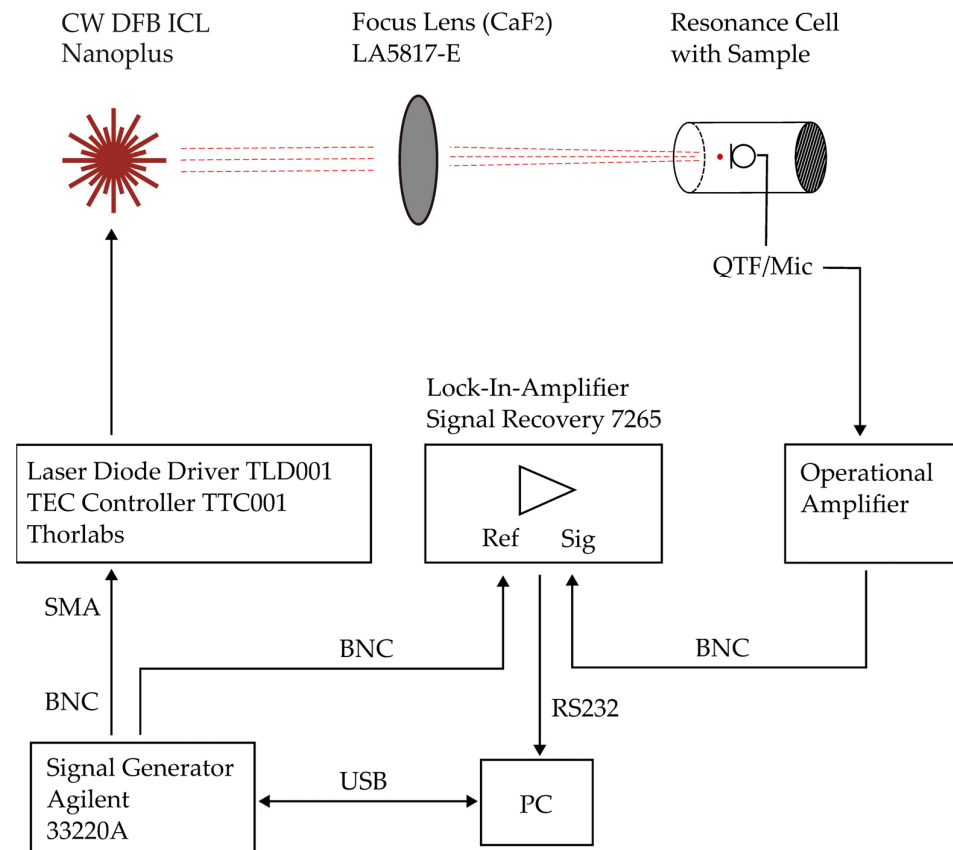 CW DFB ICL
Nanoplus
Focus Lens (CaF2)
LA5817-E
Resonance Cell
with Sample
QTF/Mic
Lock-In-Amplifier
Signal Recovery 7265
Ref Sig
Laser Diode Driver TLD001
TEC Controller TTC001
Thorlabs
Operational
Amplifier
SMA
BNC
BNC
BNC
RS232
Signal Generator
Agilent
33220A
USB
PC